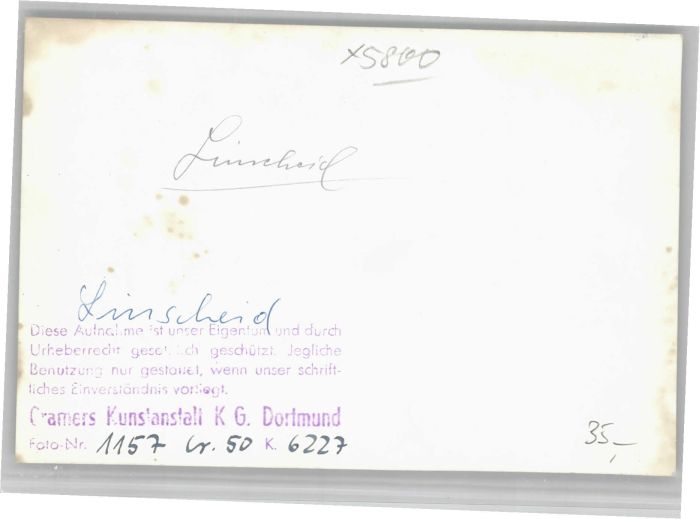 x5800
Linscheid
Linscheid
Diese Aufnahme ist unser Eigentum und durch
Urheberrecht gesetzlich geschützt. Jegliche
Benutzung nur gestattet, wenn unser schrift-
liches Einverständnis vorliegt.
Cramers Kunstanstalt K G. Dortmund
Foto-Nr. 1157 Gr. 50 K. 6227
35,-